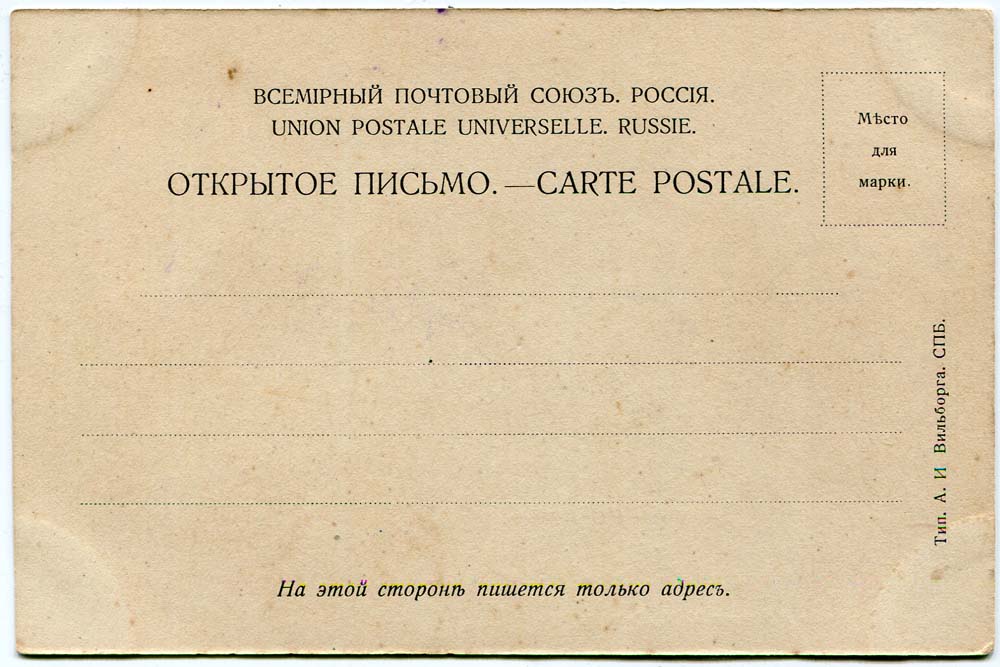 ВСЕМІРНЫЙ ПОЧТОВЫЙ СОЮЗЪ. РОССІЯ.
UNION POSTALE UNIVERSELLE. RUSSIE.
ОТКРЫТОЕ ПИСЬМО.—CARTE POSTALE.
Мѣсто
для
марки.
Тип. А. И Вильборга. СПБ.
На этой сторонѣ пишется только адресъ.